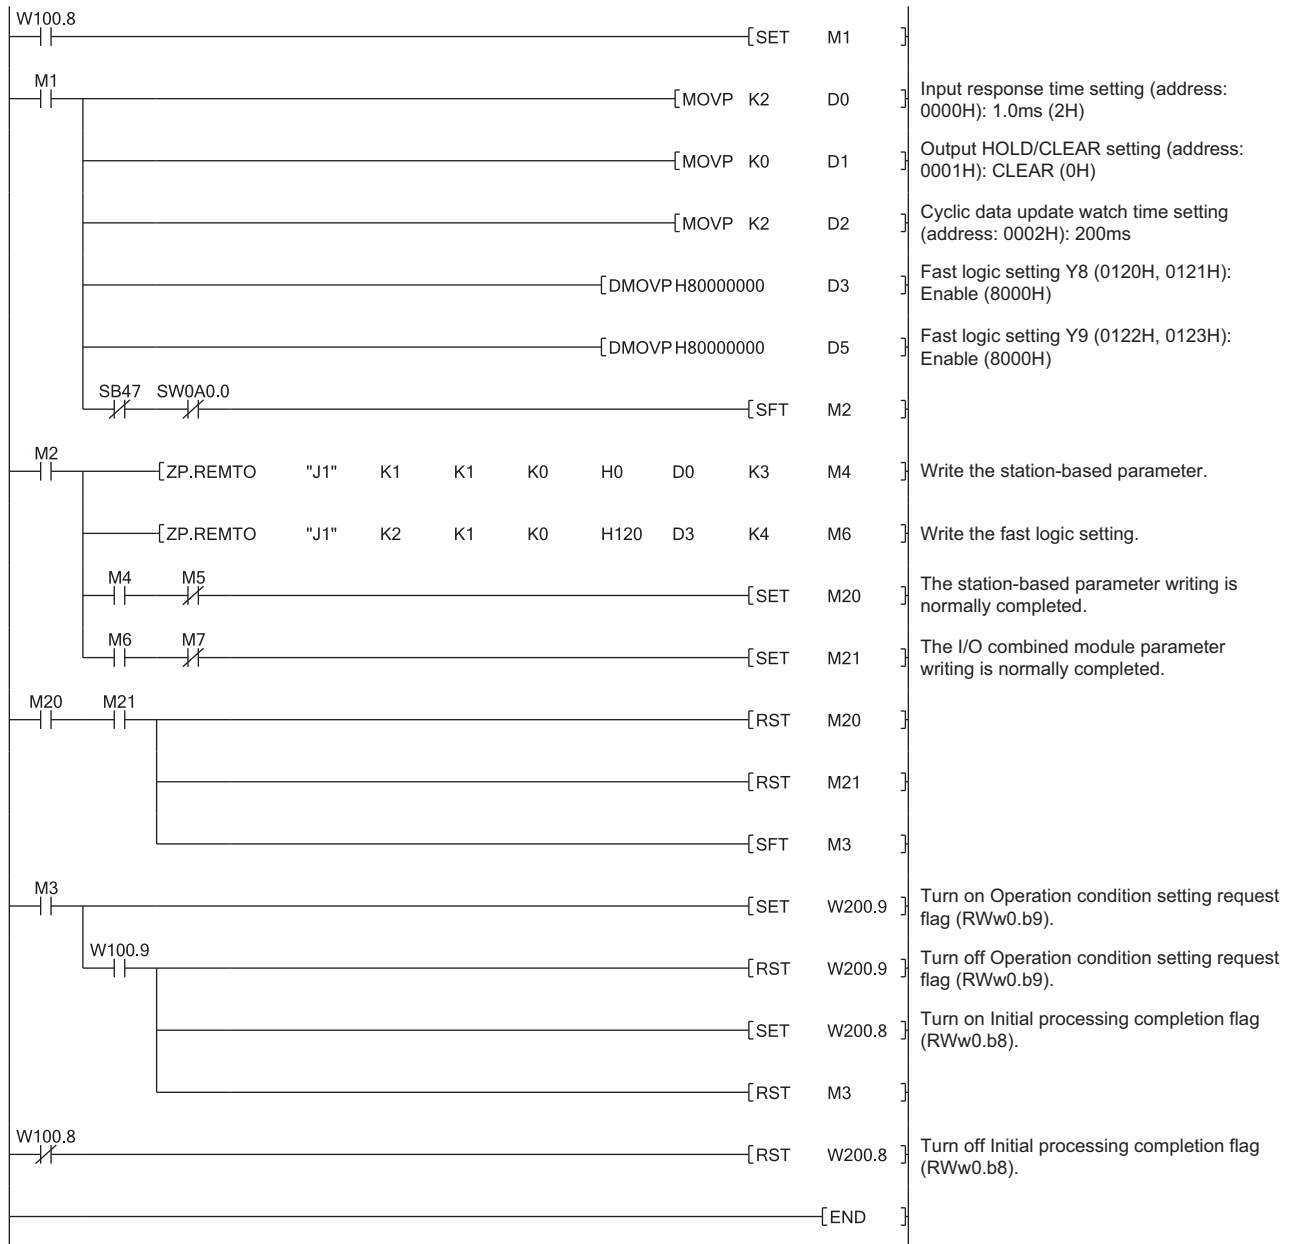 W100.8
SET M1
M1
MOVP K2 D0
Input response time setting (address:
0000H): 1.0ms (2H)
MOVP K0 D1
Output HOLD/CLEAR setting (address:
0001H): CLEAR (0H)
MOVP K2 D2
Cyclic data update watch time setting
(address: 0002H): 200ms
DMOVP H80000000 D3
Fast logic setting Y8 (0120H, 0121H):
Enable (8000H)
DMOVP H80000000 D5
Fast logic setting Y9 (0122H, 0123H):
Enable (8000H)
SB47 SW0A0.0
SFT M2
M2
ZP.REMTO "J1" K1 K1 K0 H0 D0 K3 M4 Write the station-based parameter.
ZP.REMTO "J1" K2 K1 K0 H120 D3 K4 M6 Write the fast logic setting.
M4 M5
SET M20
The station-based parameter writing is
normally completed.
M6 M7
SET M21
The I/O combined module parameter
writing is normally completed.
M20 M21
RST M20
RST M21
SFT M3
M3
SET W200.9
Turn on Operation condition setting request
flag (RWw0.b9).
W100.9
RST W200.9
Turn off Operation condition setting request
flag (RWw0.b9).
SET W200.8
Turn on Initial processing completion flag
(RWw0.b8).
RST M3
W100.8
RST W200.8
Turn off Initial processing completion flag
(RWw0.b8).
END